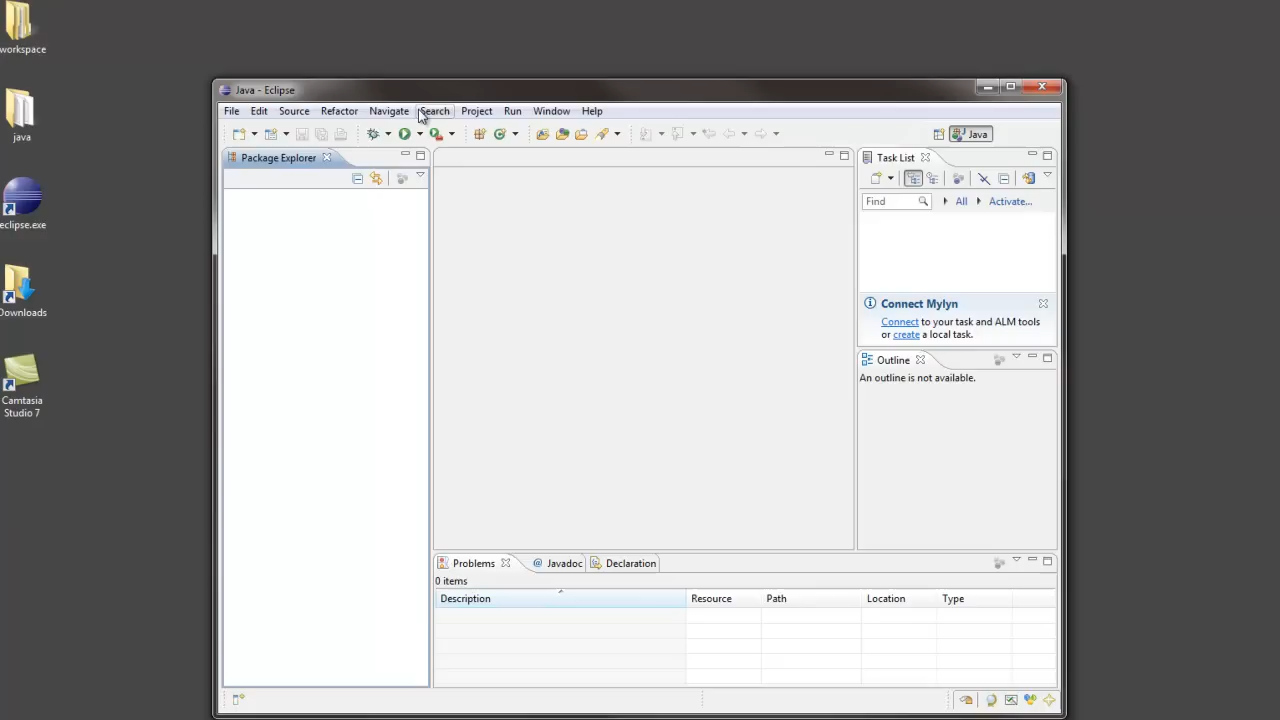 workspace
java
eclipse.exe
Downloads
Camtasia
Studio 7
Java - Eclipse
File Edit Source Refactor Navigate Search Project Run Window Help
Java
Package Explorer
Task List
Find All Activate...
Connect Mylyn
Connect to your task and ALM tools
or create a local task.
Outline
An outline is not available.
Problems @ Javadoc Declaration
0 items
Description Resource Path Location Type